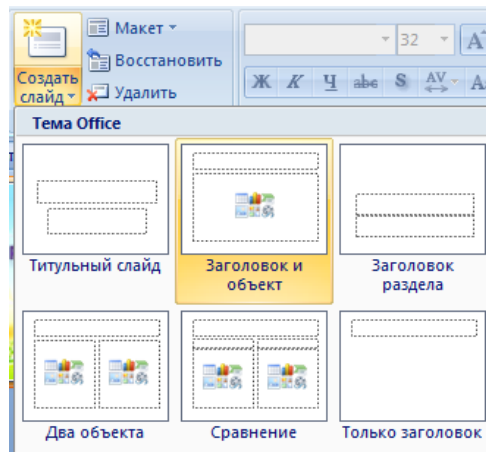 Макет
Восстановить
Создать слайд
Удалить
32
Ж К Ч abc S AV
Тема Office
Титульный слайд
Заголовок и объект
Заголовок раздела
Два объекта
Сравнение
Только заголовок